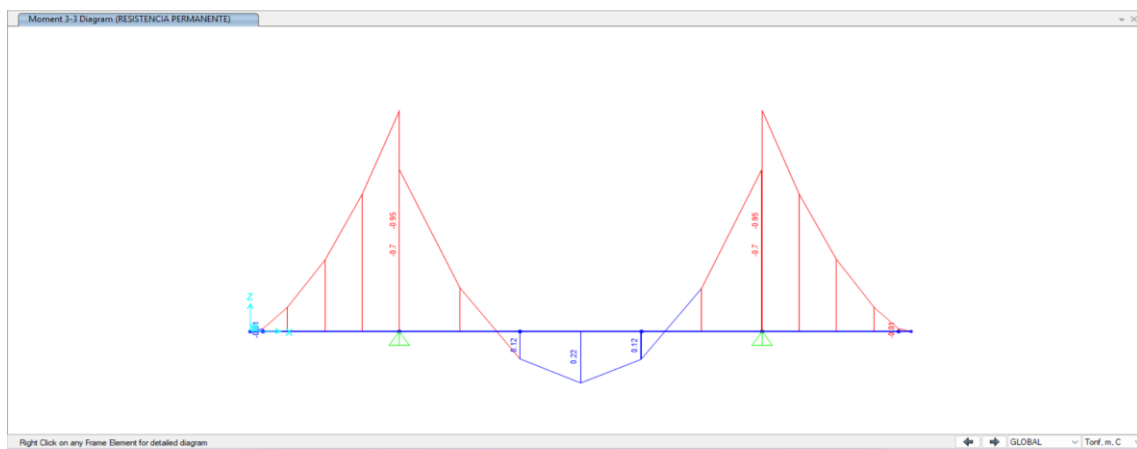 Moment 3-3 Diagram (RESISTENCIA PERMANENTE)
Z
X
-0.95
-0.7
0.12
0.22
0.12
-0.95
-0.7
Right Click on any Frame Element for detailed diagram
GLOBAL
Tonf, m, C